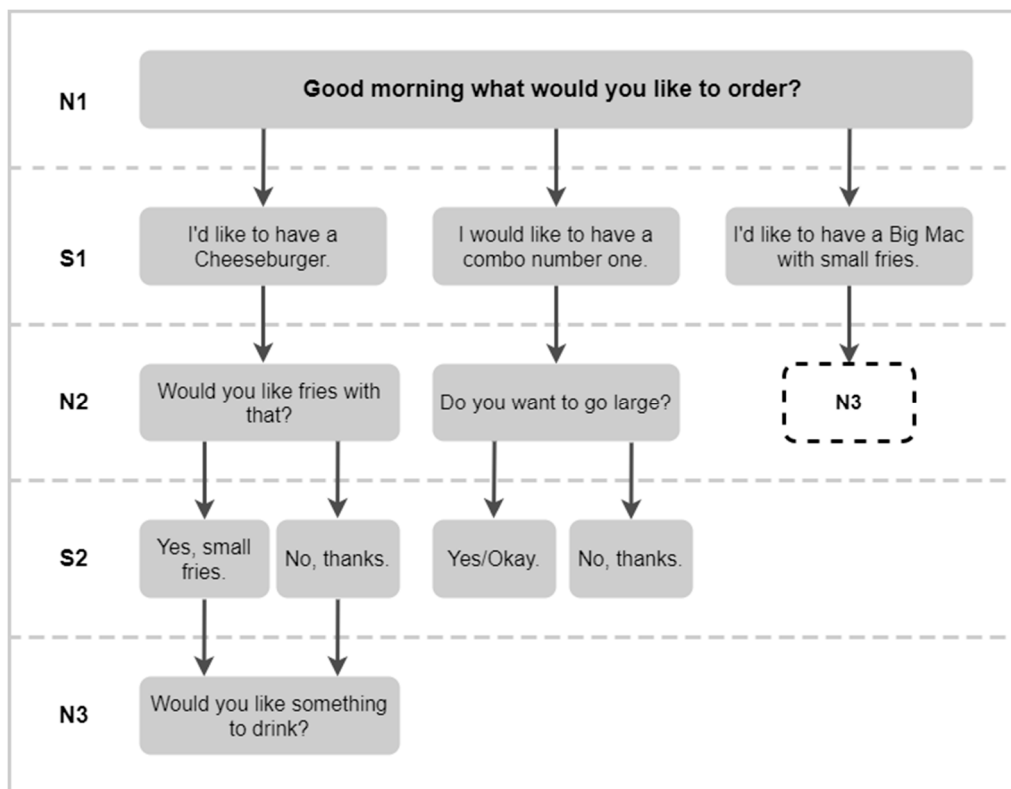 N1
Good morning what would you like to order?
S1
I'd like to have a
Cheeseburger.
I would like to have a
combo number one.
I'd like to have a Big Mac
with small fries.
N2
Would you like fries with
that?
Do you want to go large?
N3
S2
Yes, small
fries.
No, thanks.
Yes/Okay.
No, thanks.
N3
Would you like something
to drink?